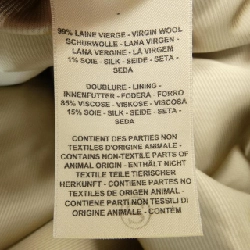 99% LAINE VIERGE - VIRGIN WOOL
SCHURWOLLE - LANA VIRGEN -
LANA VERGINE - LÃ VIRGEM
1% SOIE - SILK - SEIDE - SETA -
SEDA
DOUBLURE - LINING -
INNENFUTTER - FODERA - FORRO
85% VISCOSE - VISKOSE - VISCOSA
15% SOIE - SILK - SEIDE - SETA -
SEDA
CONTIENT DES PARTIES NON
TEXTILES D'ORIGINE ANIMALE -
CONTAINS NON-TEXTILE PARTS OF
ANIMAL ORIGIN - ENTHÄLT NICHT
TEXTILE TEILE TIERISCHER
HERKUNFT - CONTIENE PARTES NO
TEXTILES DE ORIGEN ANIMAL -
CONTIENE PARTI NON TESSILI DI
ORIGINE ANIMALE - CONTÉM